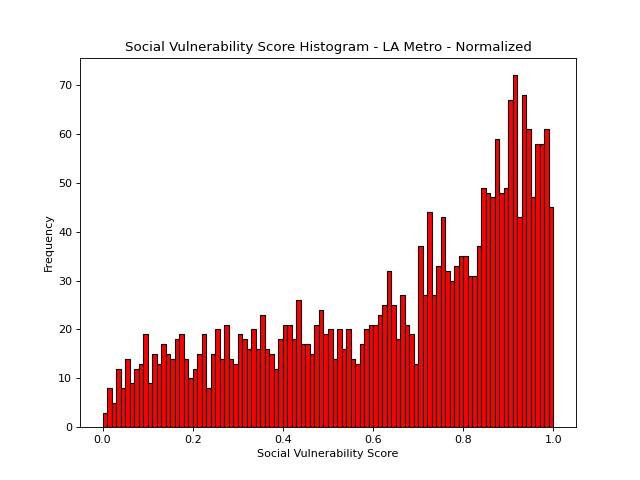 Social Vulnerability Score Histogram - LA Metro - Normalized
70
60
50
40
30
20
10
0
Frequency
0.0 0.2 0.4 0.6 0.8 1.0
Social Vulnerability Score